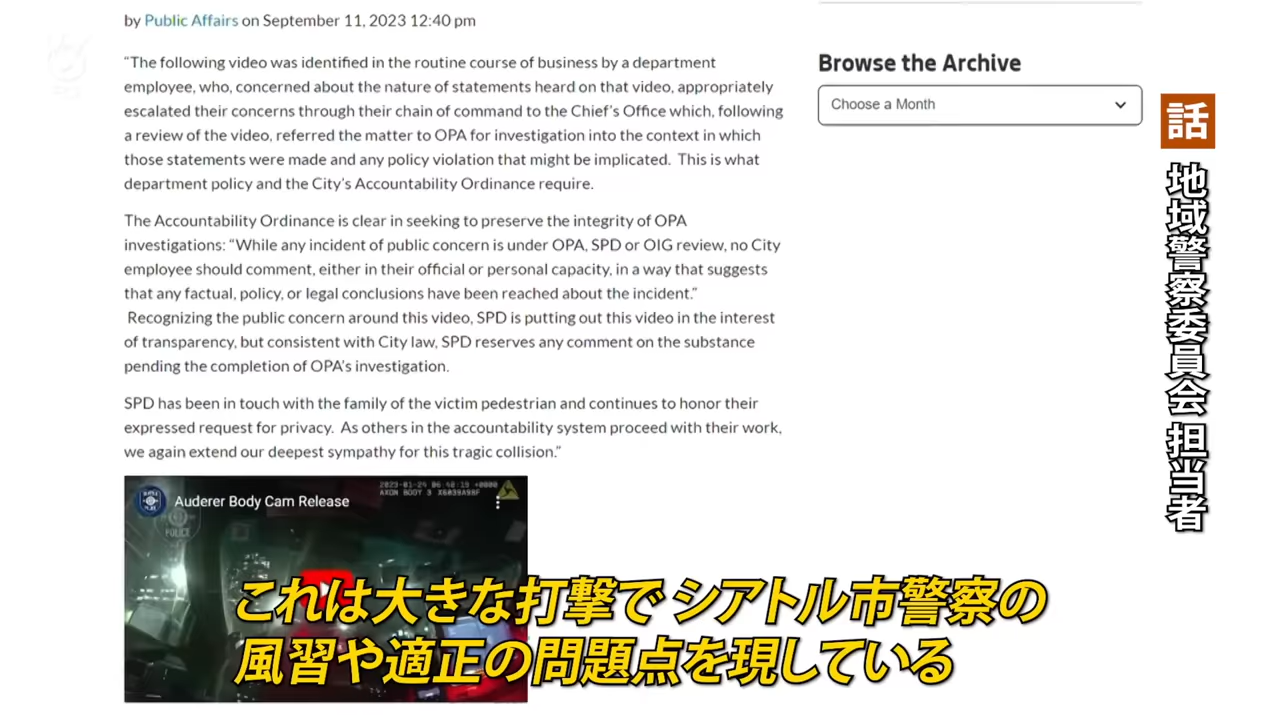 by Public Affairs on September 11, 2023 12:40 pm
“The following video was identified in the routine course of business by a department
employee, who, concerned about the nature of statements heard on that video, appropriately
escalated their concerns through their chain of command to the Chief’s Office which, following
a review of the video, referred the matter to OPA for investigation into the context in which
those statements were made and any policy violation that might be implicated.  This is what
department policy and the City’s Accountability Ordinance require.
The Accountability Ordinance is clear in seeking to preserve the integrity of OPA
investigations: “While any incident of public concern is under OPA, SPD or OIG review, no City
employee should comment, either in their official or personal capacity, in a way that suggests
that any factual, policy, or legal conclusions have been reached about the incident.”
Recognizing the public concern around this video, SPD is putting out this video in the interest
of transparency, but consistent with City law, SPD reserves any comment on the substance
pending the completion of OPA’s investigation.
SPD has been in touch with the family of the victim pedestrian and continues to honor their
expressed request for privacy.  As others in the accountability system proceed with their work,
we again extend our deepest sympathy for this tragic collision.”
Browse the Archive
Choose a Month
話
地域警察委員会 担当者
Auderer Body Cam Release
2023-01-24 06:48:19 +0000
AXON BODY 3 X6039A98F
POLICE
これは大きな打撃で シアトル市警察の
風習や適正の問題点を現している